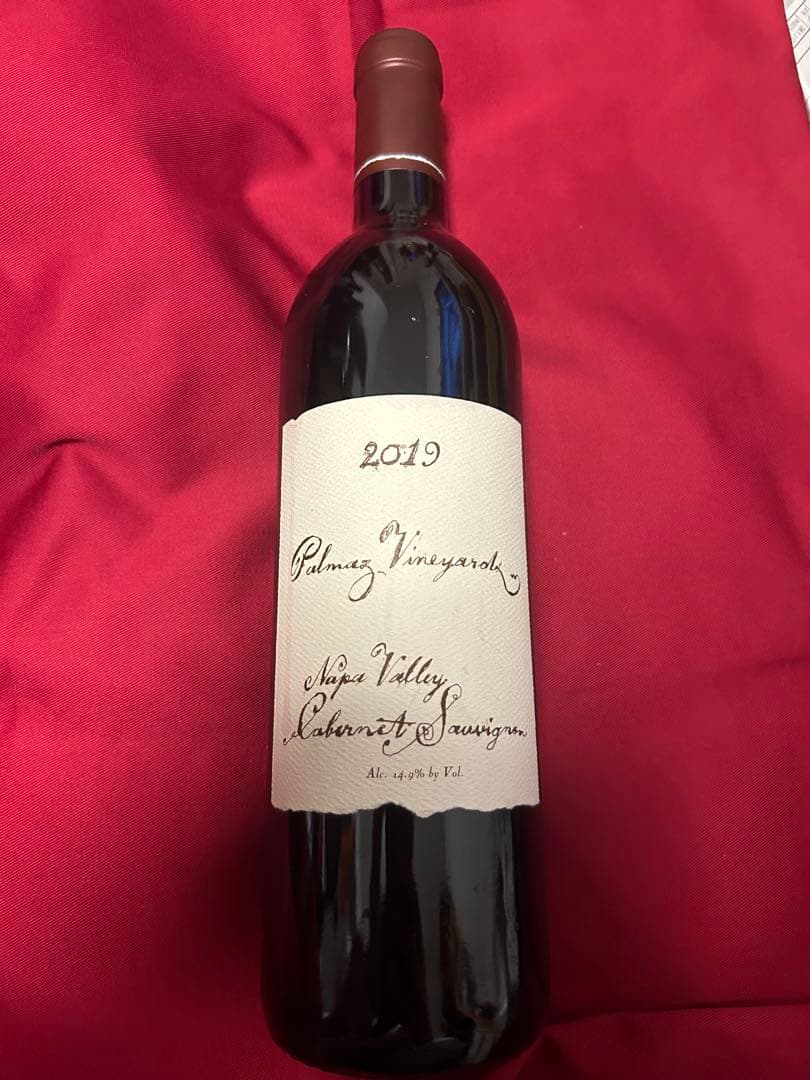 2019
Palmaz Vineyards
Napa Valley
Cabernet Sauvignon
Alc. 14.9% by Vol.